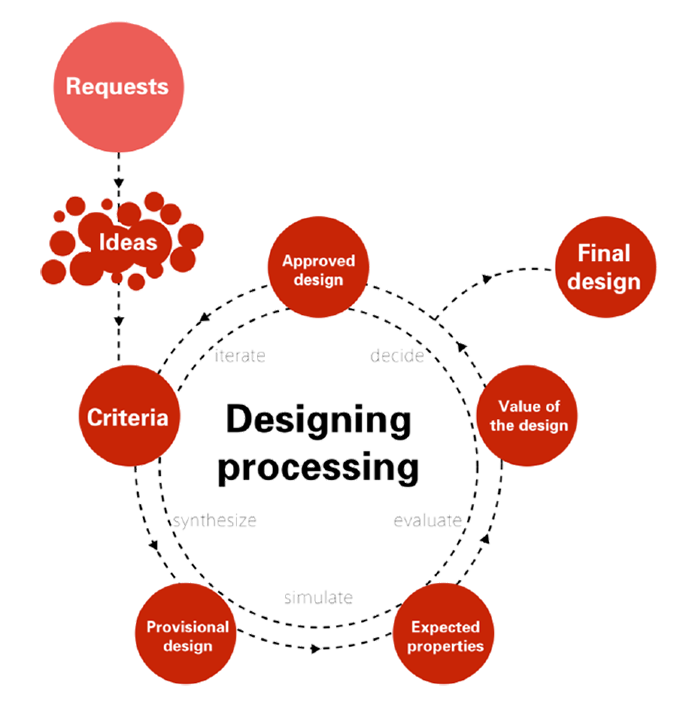 Requests
Ideas
Approved
design
Final
design
iterate
decide
Criteria
Designing
processing
Value of
the design
synthesize
evaluate
simulate
Provisional
design
Expected
properties